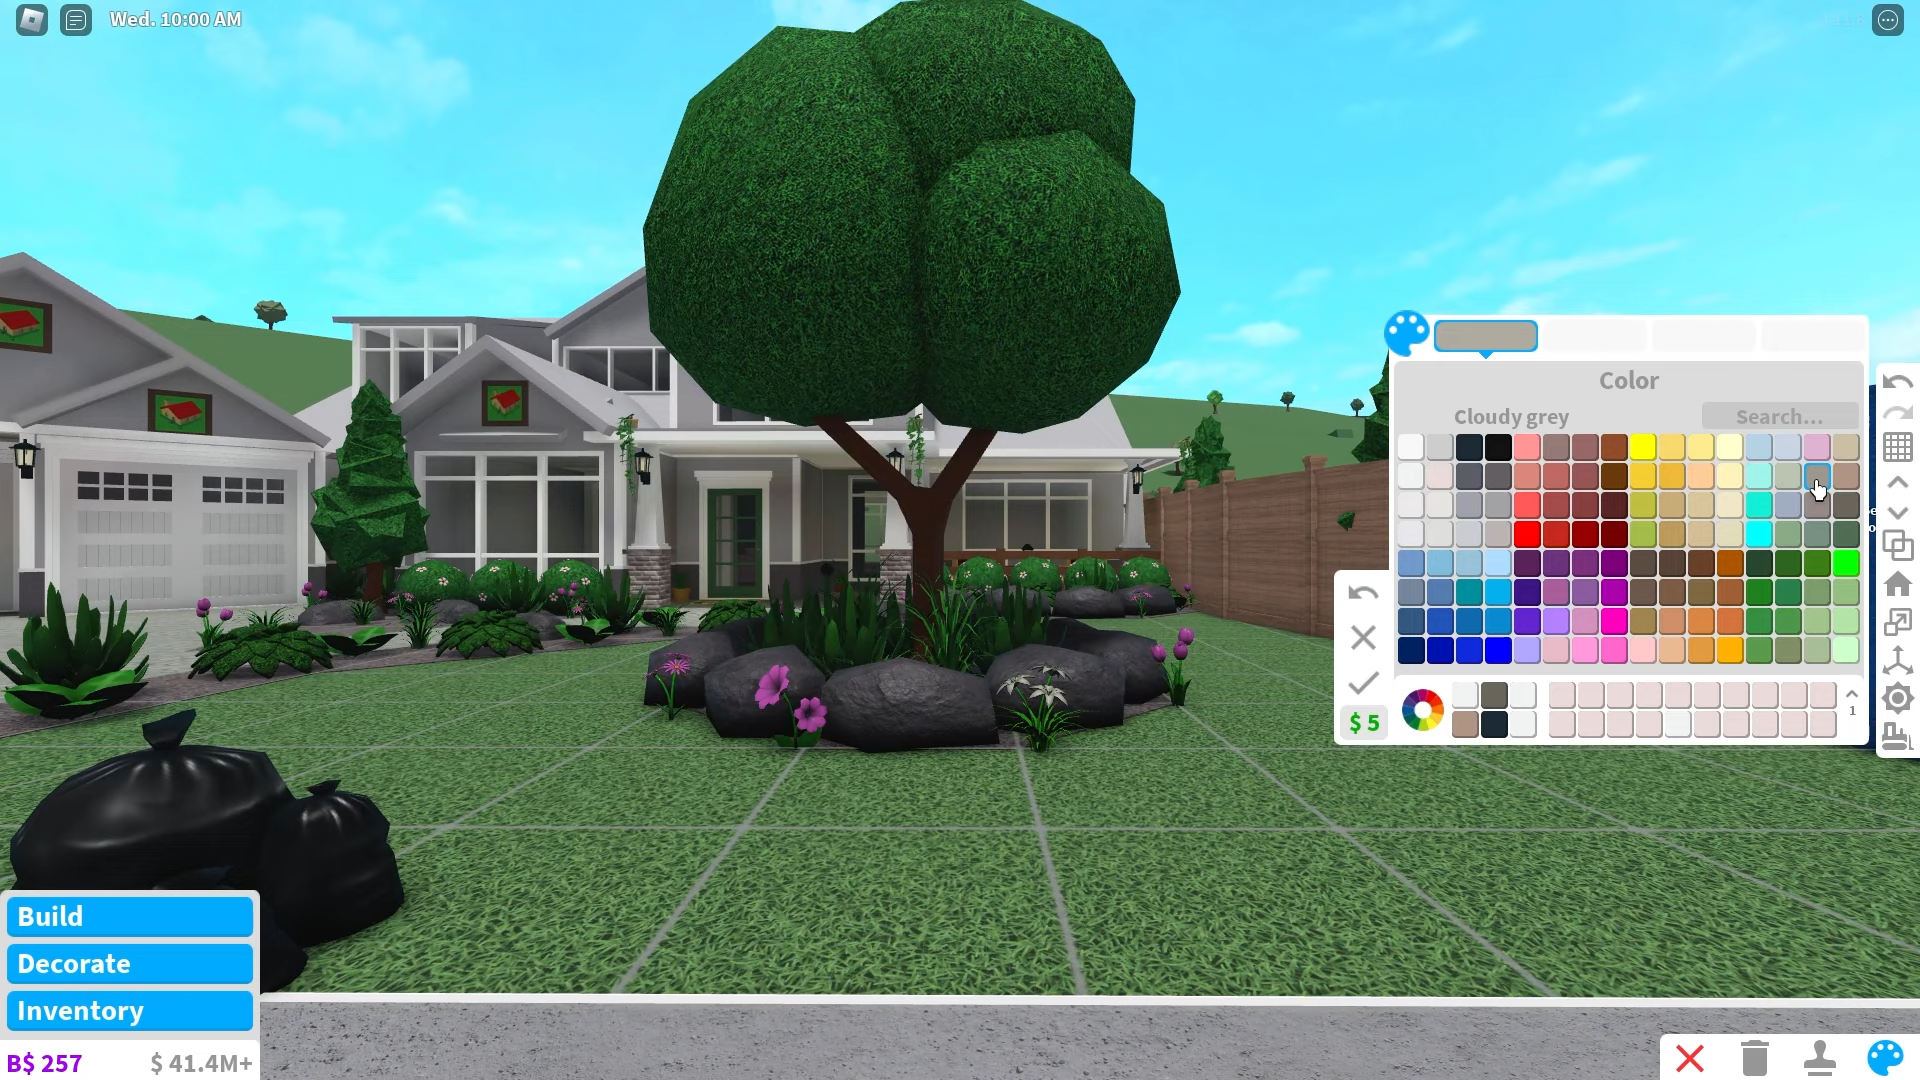 Wed. 10:00 AM
Color
Cloudy grey
Search...
$ 5
1
Build
Decorate
Inventory
B$ 257
$ 41.4M+